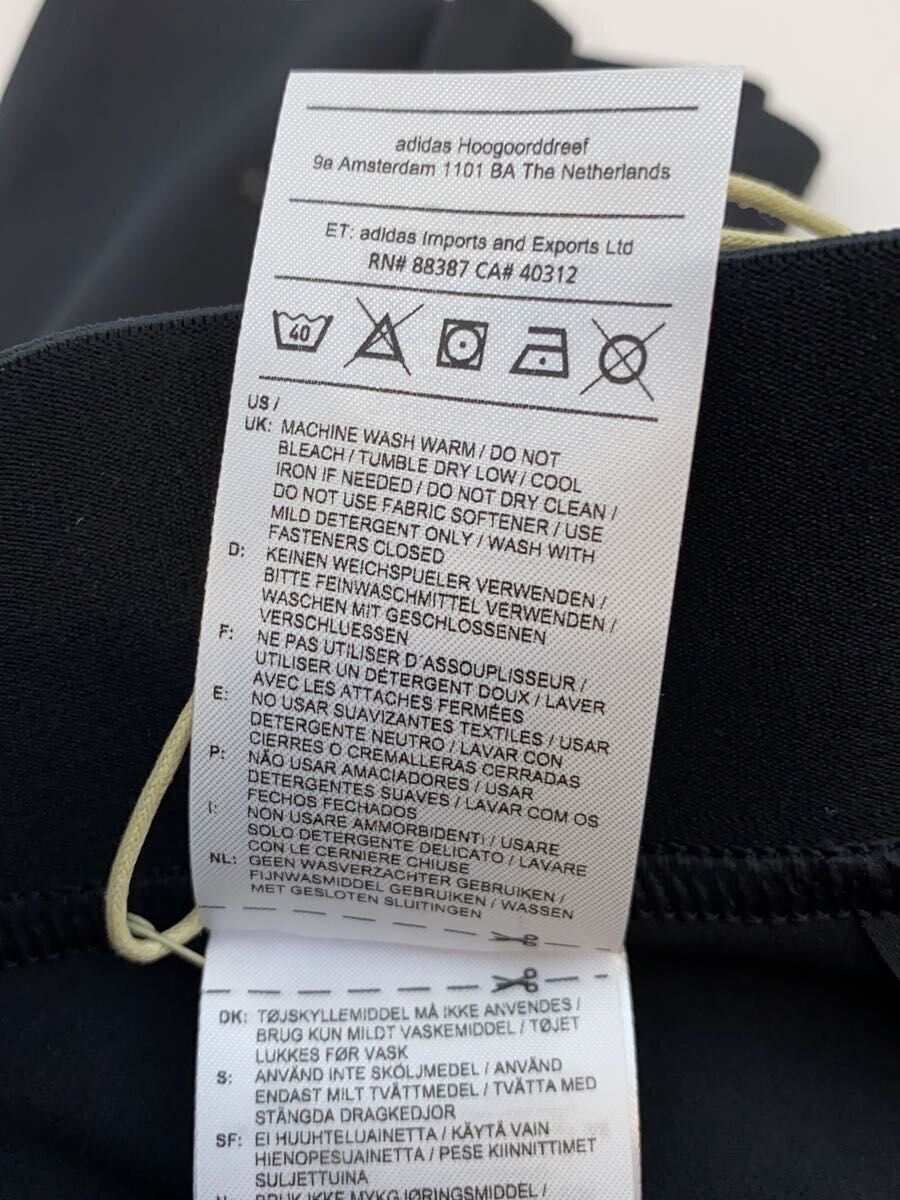 adidas Hoogoorddreef
9a Amsterdam 1101 BA The Netherlands
ET: adidas Imports and Exports Ltd
RN# 88387 CA# 40312
40
US /
UK: MACHINE WASH WARM / DO NOT
BLEACH / TUMBLE DRY LOW / COOL
IRON IF NEEDED / DO NOT DRY CLEAN /
DO NOT USE FABRIC SOFTENER / USE
MILD DETERGENT ONLY / WASH WITH
FASTENERS CLOSED
D: KEINEN WEICHSPUELER VERWENDEN /
BITTE FEINWASCHMITTEL VERWENDEN /
WASCHEN MIT GESCHLOSSENEN
VERSCHLUESSEN
F: NE PAS UTILISER D'ASSOUPLISSEUR /
UTILISER UN DÉTERGENT DOUX / LAVER
AVEC LES ATTACHES FERMÉES
E: NO USAR SUAVIZANTES TEXTILES / USAR
DETERGENTE NEUTRO / LAVAR CON
CIERRES O CREMALLERAS CERRADAS
P: NÃO USAR AMACIADORES / USAR
DETERGENTES SUAVES / LAVAR COM OS
FECHOS FECHADOS
I: NON USARE AMMORBIDENTI / USARE
SOLO DETERGENTE DELICATO / LAVARE
CON LE CERNIERE CHIUSE
NL: GEEN WASVERZACHTER GEBRUIKEN /
FIJNWASMIDDEL GEBRUIKEN / WASSEN
MET GESLOTEN SLUITINGEN
DK: TØJSKYLLEMIDDEL MÅ IKKE ANVENDES /
BRUG KUN MILDT VASKEMIDDEL / TØJET
LUKKES FØR VASK
S: ANVÄND INTE SKÖLJMEDEL / ANVÄND
ENDAST MILT TVÄTTMEDEL / TVÄTTA MED
STÄNGDA DRAGKEDJOR
SF: EI HUUHTELUAINETTA / KÄYTÄ VAIN
HIENOPESUAINETTA / PESE KIINNITTIMET
SULJETTUINA
N: BRUK IKKE MYKGJØRINGSMIDDEL /